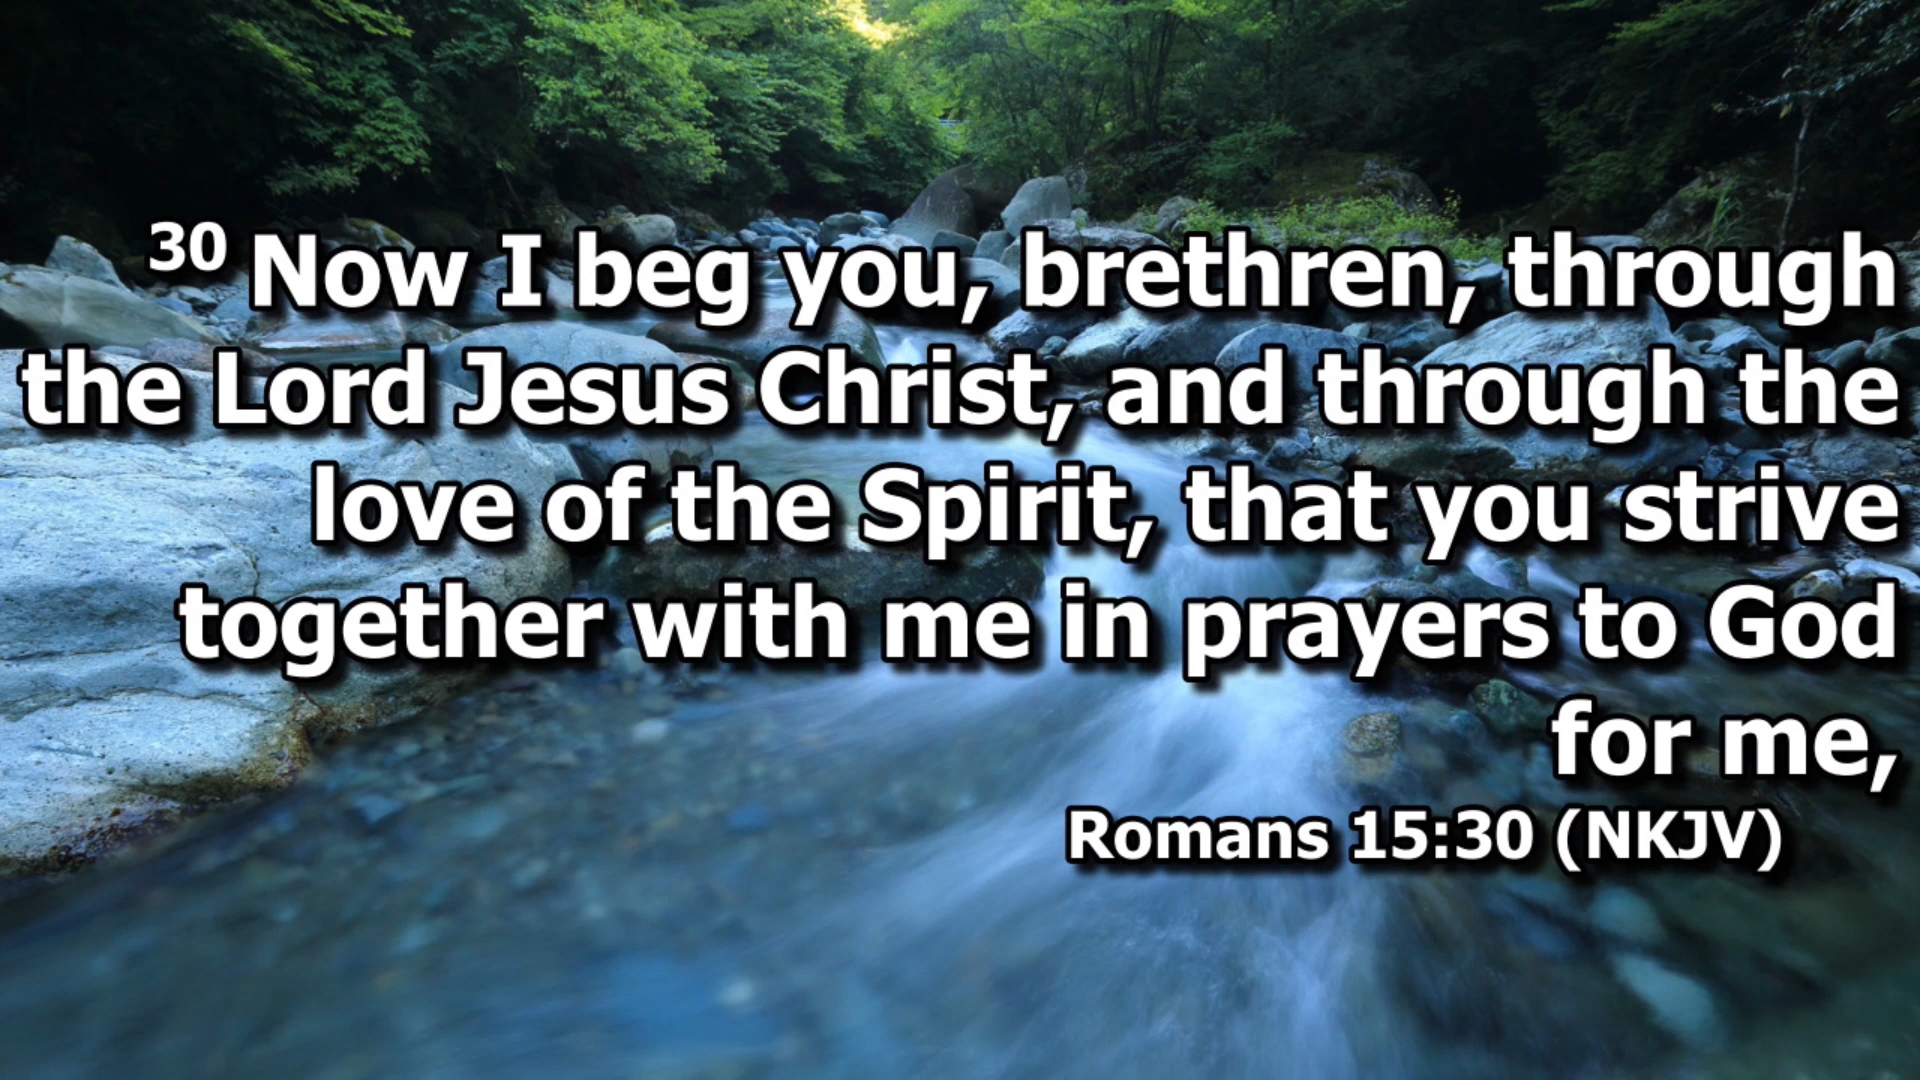 30 Now I beg you, brethren, through
the Lord Jesus Christ, and through the
love of the Spirit, that you strive
together with me in prayers to God
for me,
Romans 15:30 (NKJV)